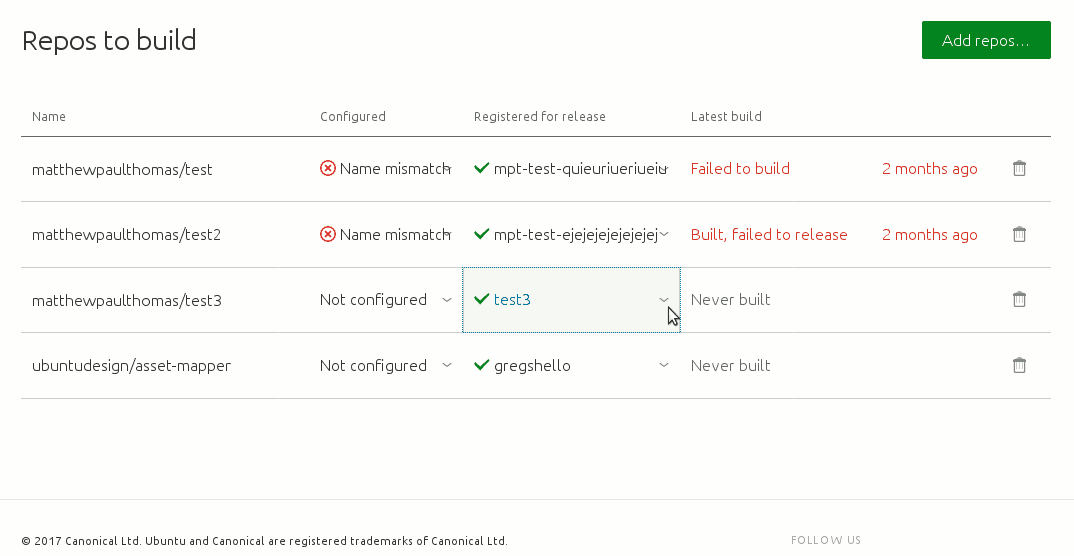 Repos to build Add repos...
Name Configured Registered for release Latest build
matthewpaulthomas/test Name mismatch mpt-test-quieuriueriueiu Failed to build 2 months ago
matthewpaulthomas/test2 Name mismatch mpt-test-ejejejejejejej Built, failed to release 2 months ago
matthewpaulthomas/test3 Not configured test3 Never built
ubuntudesign/asset-mapper Not configured gregshello Never built
© 2017 Canonical Ltd. Ubuntu and Canonical are registered trademarks of Canonical Ltd. FOLLOW US